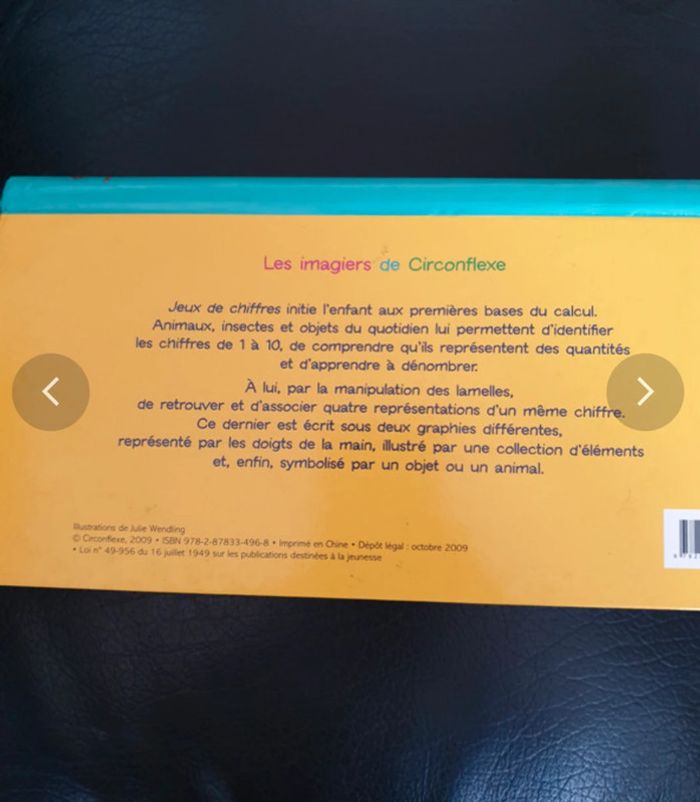 Les imagiers de Circonflexe
Jeux de chiffres initie l'enfant aux premières bases du calcul.
Animaux, insectes et objets du quotidien lui permettent d'identifier
les chiffres de 1 à 10, de comprendre qu'ils représentent des quantités
et d'apprendre à dénombrer.
À lui, par la manipulation des lamelles,
de retrouver et d'associer quatre représentations d'un même chiffre.
Ce dernier est écrit sous deux graphies différentes,
représenté par les doigts de la main, illustré par une collection d'éléments
et, enfin, symbolisé par un objet ou un animal.
Illustrations de Julie Wendling
© Circonflexe, 2009 • ISBN 978-2-87833-496-8 • Imprimé en Chine • Dépôt légal : octobre 2009
• Loi n° 49-956 du 16 juillet 1949 sur les publications destinées à la jeunesse